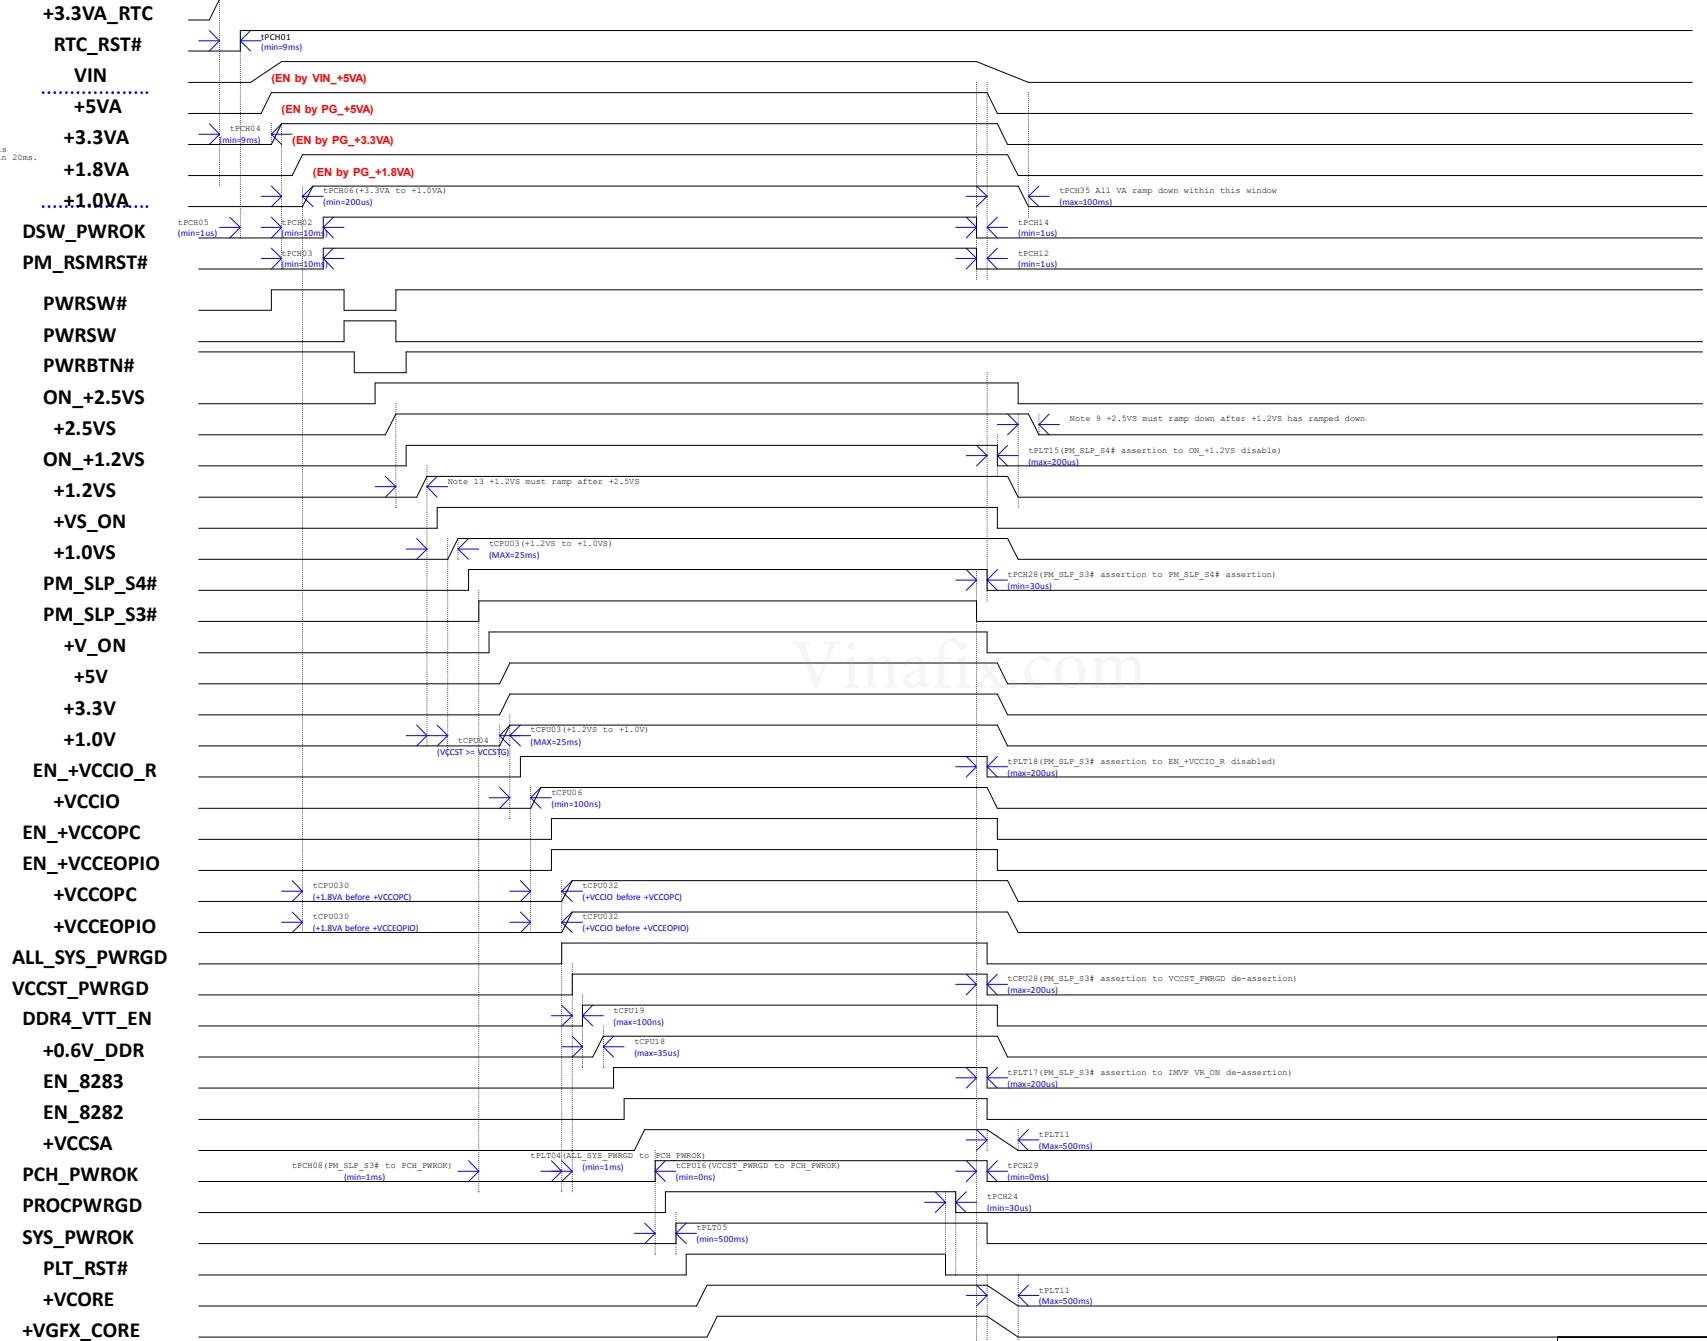 +3.3VA_RTC
RTC_RST#
tPCH01
(min=9ms)
VIN
(EN by VIN_+5VA)
+5VA
(EN by PG_+5VA)
+3.3VA
tPCH04
(min=9ms)
(EN by PG_+3.3VA)
n 20ms.
+1.8VA
(EN by PG_+1.8VA)
+1.0VA
tPCH06(+3.3VA to +1.0VA)
(min=200us)
tPCH35 All VA ramp down within this window
(max=100ms)
DSW_PWROK
tPCH05
(min=1us)
tPCH02
(min=10ms)
tPCH14
(min=1us)
PM_RSMRST#
tPCH03
(min=10ms)
tPCH12
(min=1us)
PWRSW#
PWRSW
PWRBTN#
ON_+2.5VS
+2.5VS
Note 9 +2.5VS must ramp down after +1.2VS has ramped down
ON_+1.2VS
tPLT15(PM_SLP_S4# assertion to ON_+1.2VS disable)
(max=200us)
+1.2VS
Note 13 +1.2VS must ramp after +2.5VS
+VS_ON
+1.0VS
tCPU03(+1.2VS to +1.0VS)
(MAX=25ms)
PM_SLP_S4#
tPCH28(PM_SLP_S3# assertion to PM_SLP_S4# assertion)
(min=30us)
PM_SLP_S3#
+V_ON
Vinafix.com
+5V
+3.3V
+1.0V
tCPU04
(VCCST >= VCCSTG)
tCPU03(+1.2VS to +1.0V)
(MAX=25ms)
EN_+VCCIO_R
tPLT18(PM_SLP_S3# assertion to EN_+VCCIO_R disabled)
(max=200us)
+VCCIO
tCPU06
(min=100ns)
EN_+VCCOPC
EN_+VCCEOPIO
+VCCOPC
tCPU030
(+1.8VA before +VCCOPC)
tCPU032
(+VCCIO before +VCCOPC)
+VCCEOPIO
tCPU030
(+1.8VA before +VCCEOPIO)
tCPU032
(+VCCIO before +VCCEOPIO)
ALL_SYS_PWRGD
VCCST_PWRGD
tCPU28(PM_SLP_S3# assertion to VCCST_PWRGD de-assertion)
(max=200us)
DDR4_VTT_EN
tCPU19
(max=100ns)
+0.6V_DDR
tCPU18
(max=35us)
EN_8283
tPLT17(PM_SLP_S3# assertion to IMVP VR_ON de-assertion)
(max=200us)
EN_8282
+VCCSA
tPLT11
(Max=500ms)
PCH_PWROK
tPCH08(PM_SLP_S3# to PCH_PWROK)
(min=1ms)
tPLT04(ALL_SYS_PWRGD to PCH_PWROK)
(min=1ms)
tCPU16(VCCST_PWRGD to PCH_PWROK)
(min=0ns)
tPCH29
(min=0ms)
PROCPWRGD
tPCH24
(min=30us)
SYS_PWROK
tPLT05
(min=500ms)
PLT_RST#
+VCORE
tPLT11
(Max=500ms)
+VGFX_CORE